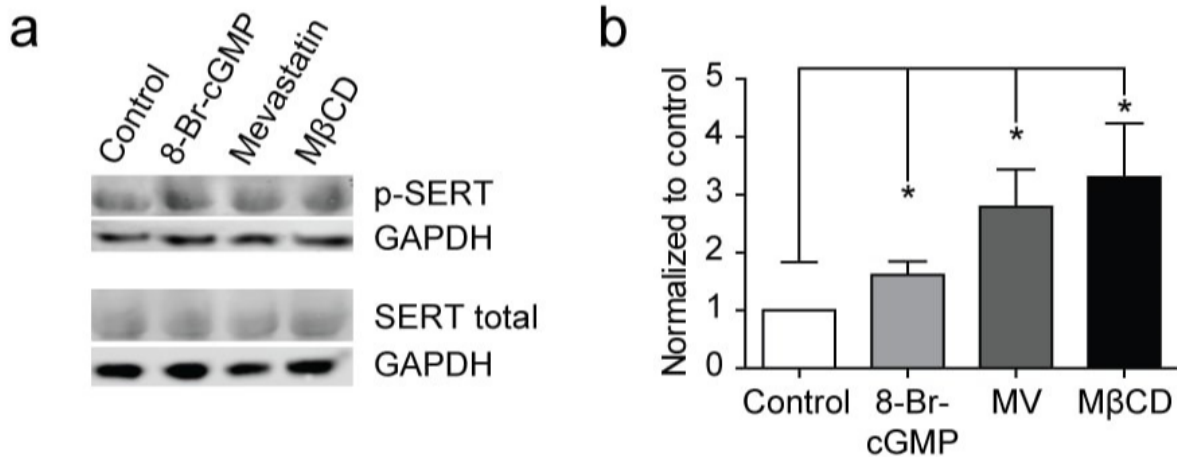 a
Control
8-Br-cGMP
Mevastatin
MβCD
p-SERT
GAPDH
SERT total
GAPDH
b
Normalized to control
5
4
3
2
1
0
*
*
*
Control
8-Br-
cGMP
MV
MβCD